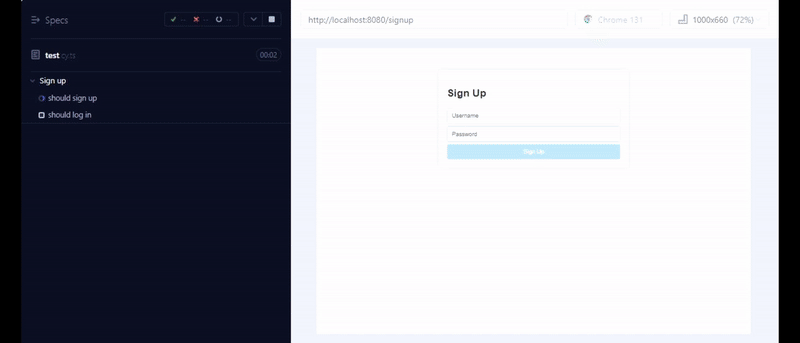 Specs
-- -- --
test.cy.ts
00:02
Sign up
should sign up
should log in
http://localhost:8080/signup
Chrome 131
1000x660 (72%)
Sign Up
Username
Password
Sign Up